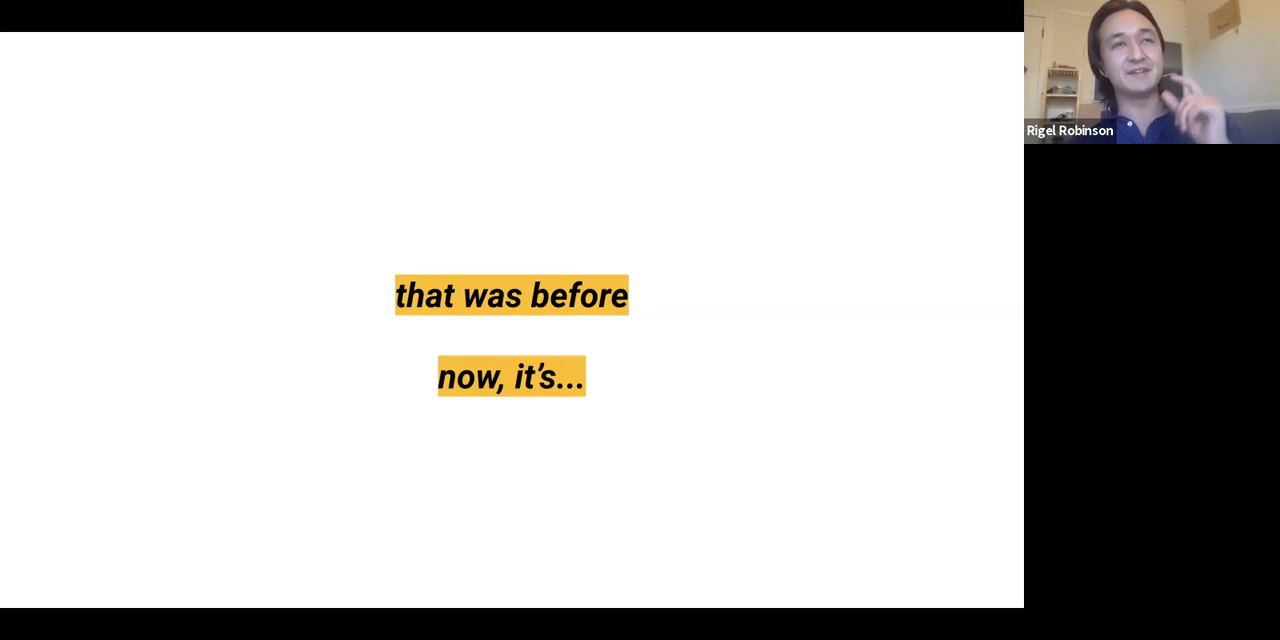 that was before
now, it’s...
Rigel Robinson